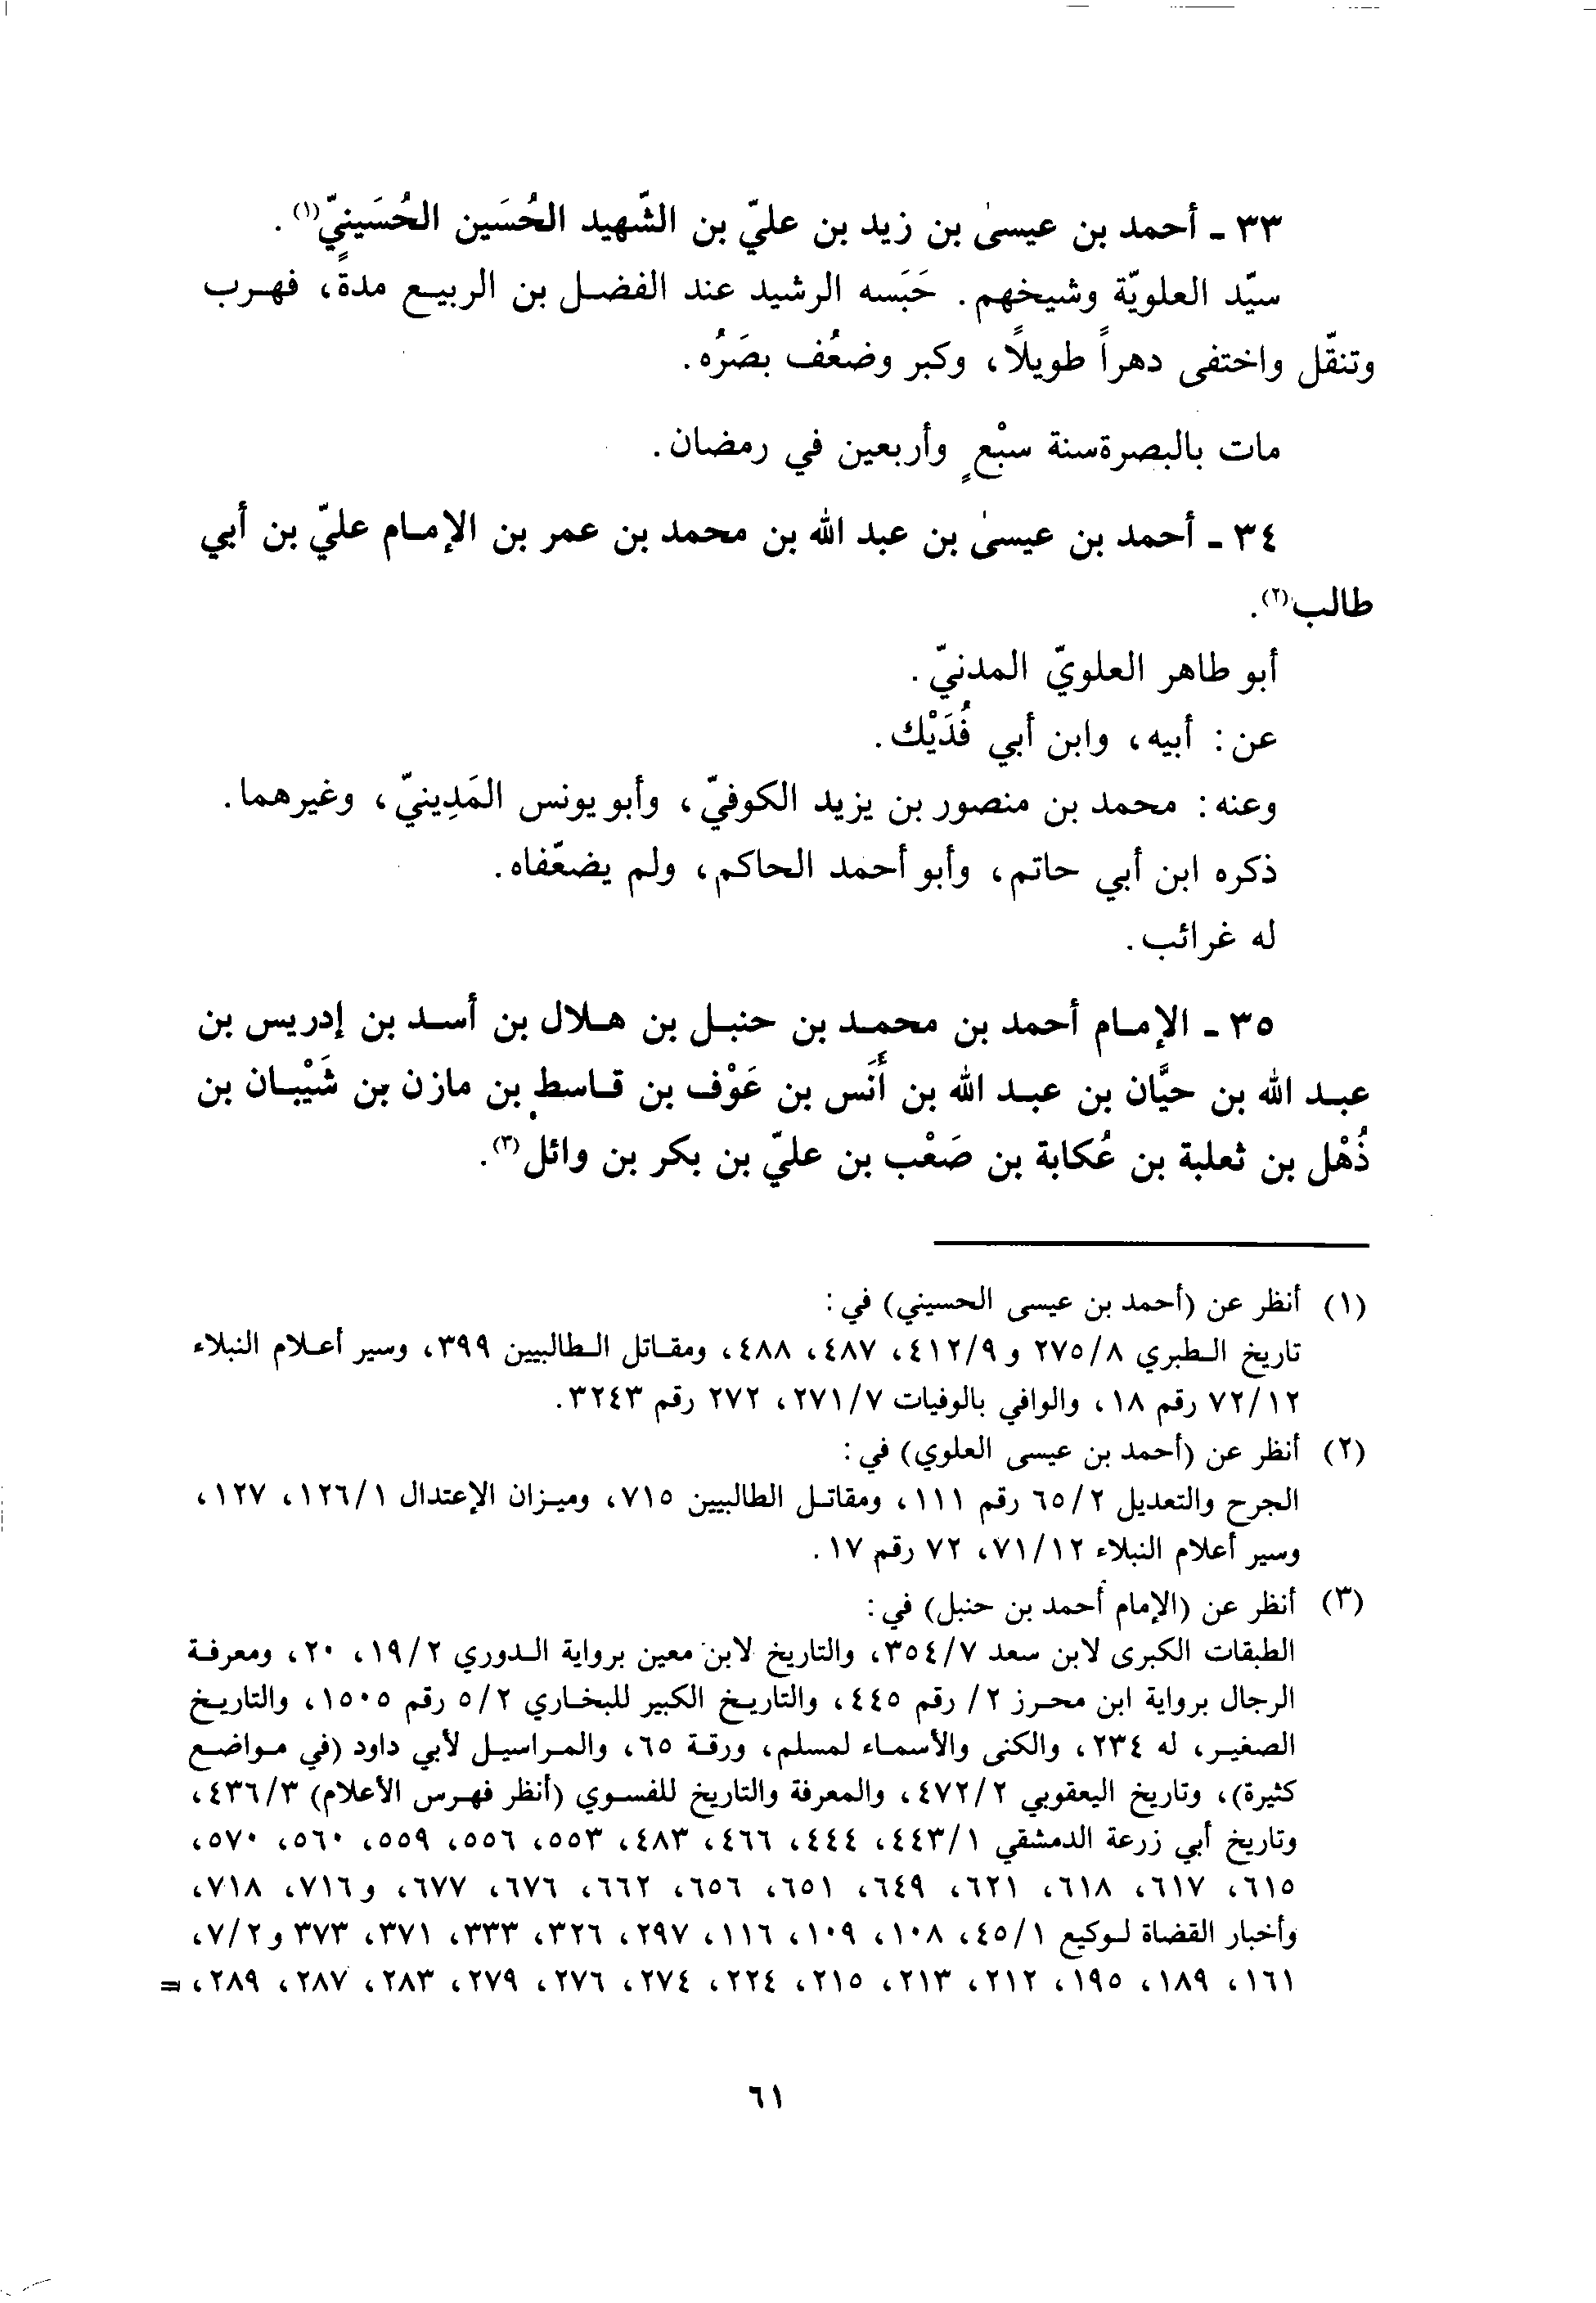 ٣٣ - أحمد بن عيسىٰ بن زيد بن عليّ بن الشّهيد الحُسَين الحُسَينيّ(١).
سيّد العلويّة وشيخهم. حَبَسه الرشيد عند الفضل بن الربيع مدةً، فهرب
وتنقّل واختفى دهراً طويلاً، وكبر وضعُف بصَرُه.
مات بالبصرةسنة سبْعٍ وأربعين في رمضان.
٣٤ - أحمد بن عيسىٰ بن عبد الله بن محمد بن عمر بن الإمام عليّ بن أبي
طالب(٢).
أبو طاهر العلويّ المدنيّ.
عن: أبيه، وابن أبي فُدَيْك.
وعنه: محمد بن منصور بن يزيد الكوفيّ، وأبو يونس المَدِينيّ، وغيرهما.
ذكره ابن أبي حاتم، وأبو أحمد الحاكم، ولم يضعّفاه.
له غرائب.
٣٥ - الإمام أحمد بن محمد بن حنبل بن هلال بن أسد بن إدريس بن
عبد الله بن حيَّان بن عبد الله بن أَنَس بن عَوْف بن قاسط بن مازن بن شَيْبان بن
ذُهْل بن ثعلبة بن عُكابة بن صَعْب بن عليّ بن بكر بن وائل(٣).
(١) أنظر عن (أحمد بن عيسى الحسيني) في:
تاريخ الطبري ٢٧٥/٨ و ٤١٢/٩، ٤٨٧، ٤٨٨، ومقاتل الطالبيين ٣٩٩، وسير أعلام النبلاء
٧٢/١٢ رقم ١٨، والوافي بالوفيات ٢٧١/٧، ٢٧٢ رقم ٣٢٤٣.
(٢) أنظر عن (أحمد بن عيسى العلوي) في:
الجرح والتعديل ٦٥/٢ رقم ١١١، ومقاتل الطالبيين ٧١٥، وميزان الإعتدال ١٢٦/١، ١٢٧،
وسير أعلام النبلاء ٧١/١٢، ٧٢ رقم ١٧.
(٣) أنظر عن (الإمام أحمد بن حنبل) في:
الطبقات الكبرى لابن سعد ٣٥٤/٧، والتاريخ لابن معين برواية الدوري ١٩/٢، ٢٠، ومعرفة
الرجال برواية ابن محرز ٢/ رقم ٤٤٥، والتاريخ الكبير للبخاري ٥/٢ رقم ١٥٠٥، والتاريخ
الصغير، له ٢٣٤، والكنى والأسماء لمسلم، ورقة ٦٥، والمراسيل لأبي داود (في مواضع
كثيرة)، وتاريخ اليعقوبي ٤٧٢/٢، والمعرفة والتاريخ للفسوي (أنظر فهرس الأعلام) ٤٣٦/٣،
وتاريخ أبي زرعة الدمشقي ٤٤٣/١، ٤٤٤، ٤٦٦، ٤٨٣، ٥٥٣، ٥٥٦، ٥٥٩، ٥٦٠، ٥٧٠،
٦١٥، ٦١٧، ٦١٨، ٦٢١، ٦٤٩، ٦٥١، ٦٥٦، ٦٦٢، ٦٧٦، ٦٧٧، و ٧١٦، ٧١٨،
وأخبار القضاة لوكيع ٤٥/١، ١٠٨، ١٠٩، ١١٦، ٢٩٧، ٣٢٦، ٣٣٣، ٣٧١، ٣٧٣ و٧/٢،
١٦١، ١٨٩، ١٩٥، ٢١٢، ٢١٣، ٢١٥، ٢٢٤، ٢٧٤، ٢٧٦، ٢٧٩، ٢٨٣، ٢٨٧، ٢٨٩، =
٦١